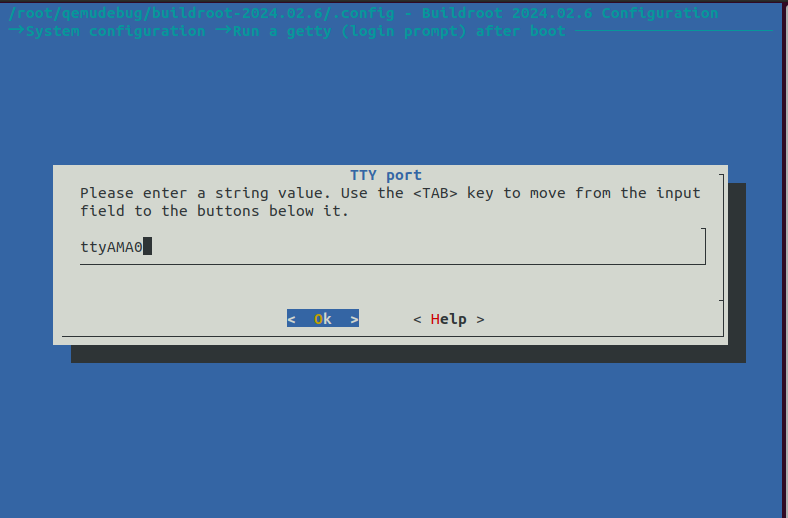 /root/qemudebug/buildroot-2024.02.6/.config - Buildroot 2024.02.6 Configuration
→System configuration →Run a getty (login prompt) after boot
TTY port
Please enter a string value. Use the <TAB> key to move from the input
field to the buttons below it.
ttyAMA0
< Ok > < Help >